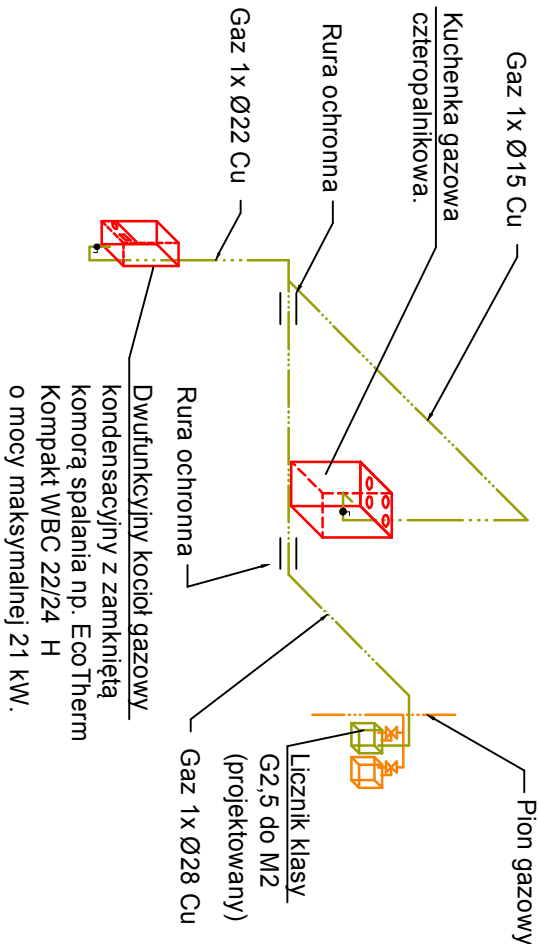 Gaz 1x Ø15 Cu
Kuchenka gazowa
czteropalnikowa.
Rura ochronna
Gaz 1x Ø22 Cu
Pion gazowy
Licznik klasy
G2,5 do M2
(projektowany)
Gaz 1x Ø28 Cu
Rura ochronna
Dwufunkcyjny kocioł gazowy
kondensacyjny z zamkniętą
komorą spalania np. EcoTherm
Kompakt WBC 22/24 H
o mocy maksymalnej 21 kW.